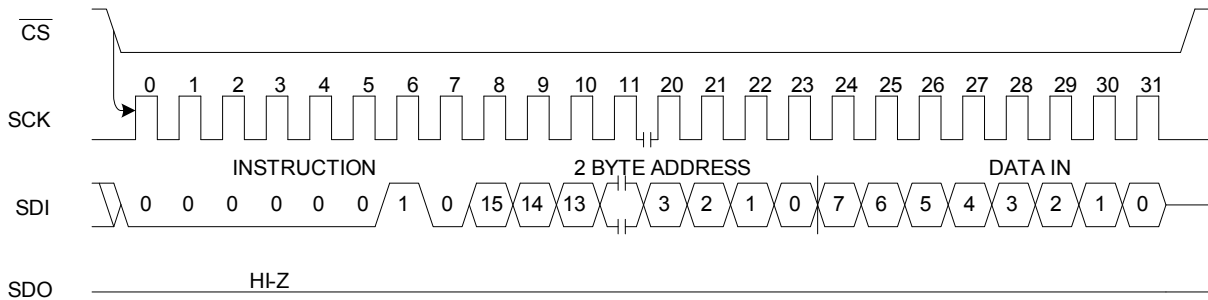 CS
SCK 0 1 2 3 4 5 6 7 8 9 10 11 20 21 22 23 24 25 26 27 28 29 30 31
INSTRUCTION 2 BYTE ADDRESS DATA IN
SDI 0 0 0 0 0 0 1 0 15 14 13 3 2 1 0 7 6 5 4 3 2 1 0
HI-Z
SDO